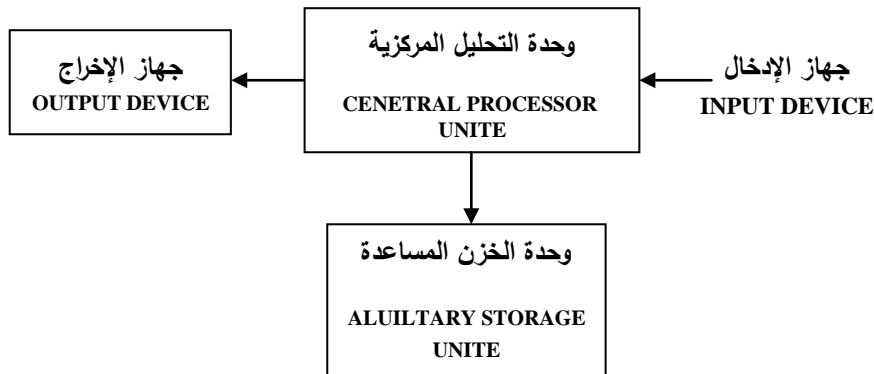 جهاز الإدخال
INPUT DEVICE
وحدة التحليل المركزية
CENETRAL PROCESSOR
UNITE
جهاز الإخراج
OUTPUT DEVICE
وحدة الخزن المساعدة
ALUILTARY STORAGE
UNITE